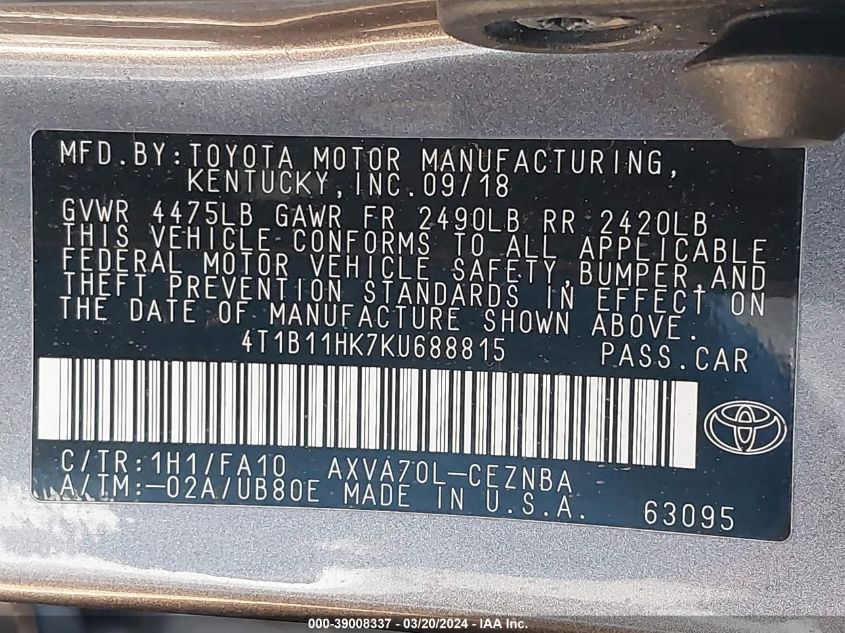 MFD.BY:TOYOTA MOTOR MANUFACTURING,
KENTUCKY,INC.09/18
GVWR 4475LB GAWR FR 2490LB RR 2420LB
THIS VEHICLE CONFORMS TO ALL APPLICABLE
FEDERAL MOTOR VEHICLE SAFETY,BUMPER,AND
THEFT PREVENTION STANDARDS IN EFFECT ON
THE DATE OF MANUFACTURE SHOWN ABOVE.
4T1B11HK7KU688815 PASS.CAR
C/TR:1H1/FA10 AXVA70L-CEZNBA
A/TM:-02A/UB80E MADE IN U.S.A. 63095
000-39008337 - 03/20/2024 - IAA Inc.